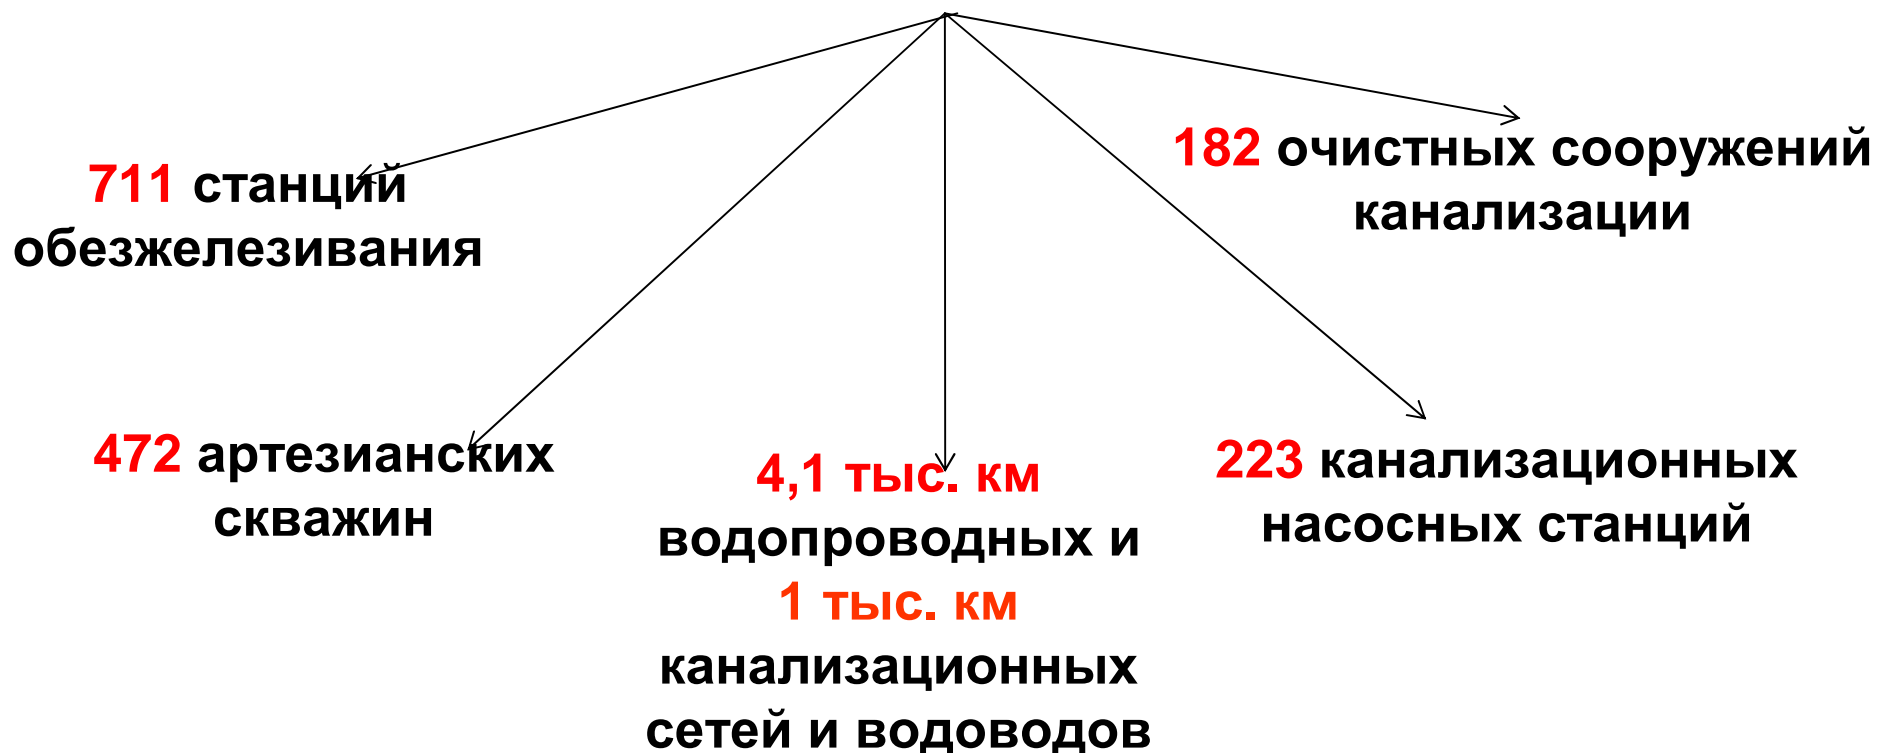 711 станций
обезжелезивания
182 очистных сооружений
канализации
472 артезианских
скважин
4,1 тыс. км
водопроводных и
1 тыс. км
канализационных
сетей и водоводов
223 канализационных
насосных станций